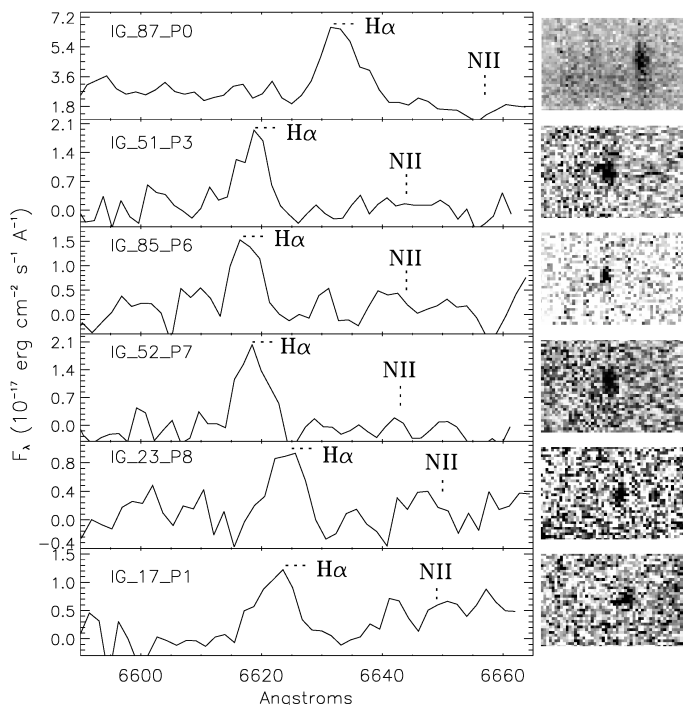 7.2
5.4
3.6
1.8
IG_87_P0
Hα
NII
2.1
1.4
0.7
0.0
IG_51_P3
Hα
NII
1.5
1.0
0.5
0.0
IG_85_P6
Hα
NII
2.1
1.4
0.7
0.0
IG_52_P7
Hα
NII
0.8
0.4
0.0
−0.4
IG_23_P8
Hα
NII
1.5
1.0
0.5
0.0
IG_17_P1
Hα
NII
F_λ (10⁻¹⁷ erg cm⁻² s⁻¹ A⁻¹)
6600 6620 6640 6660
Angstroms